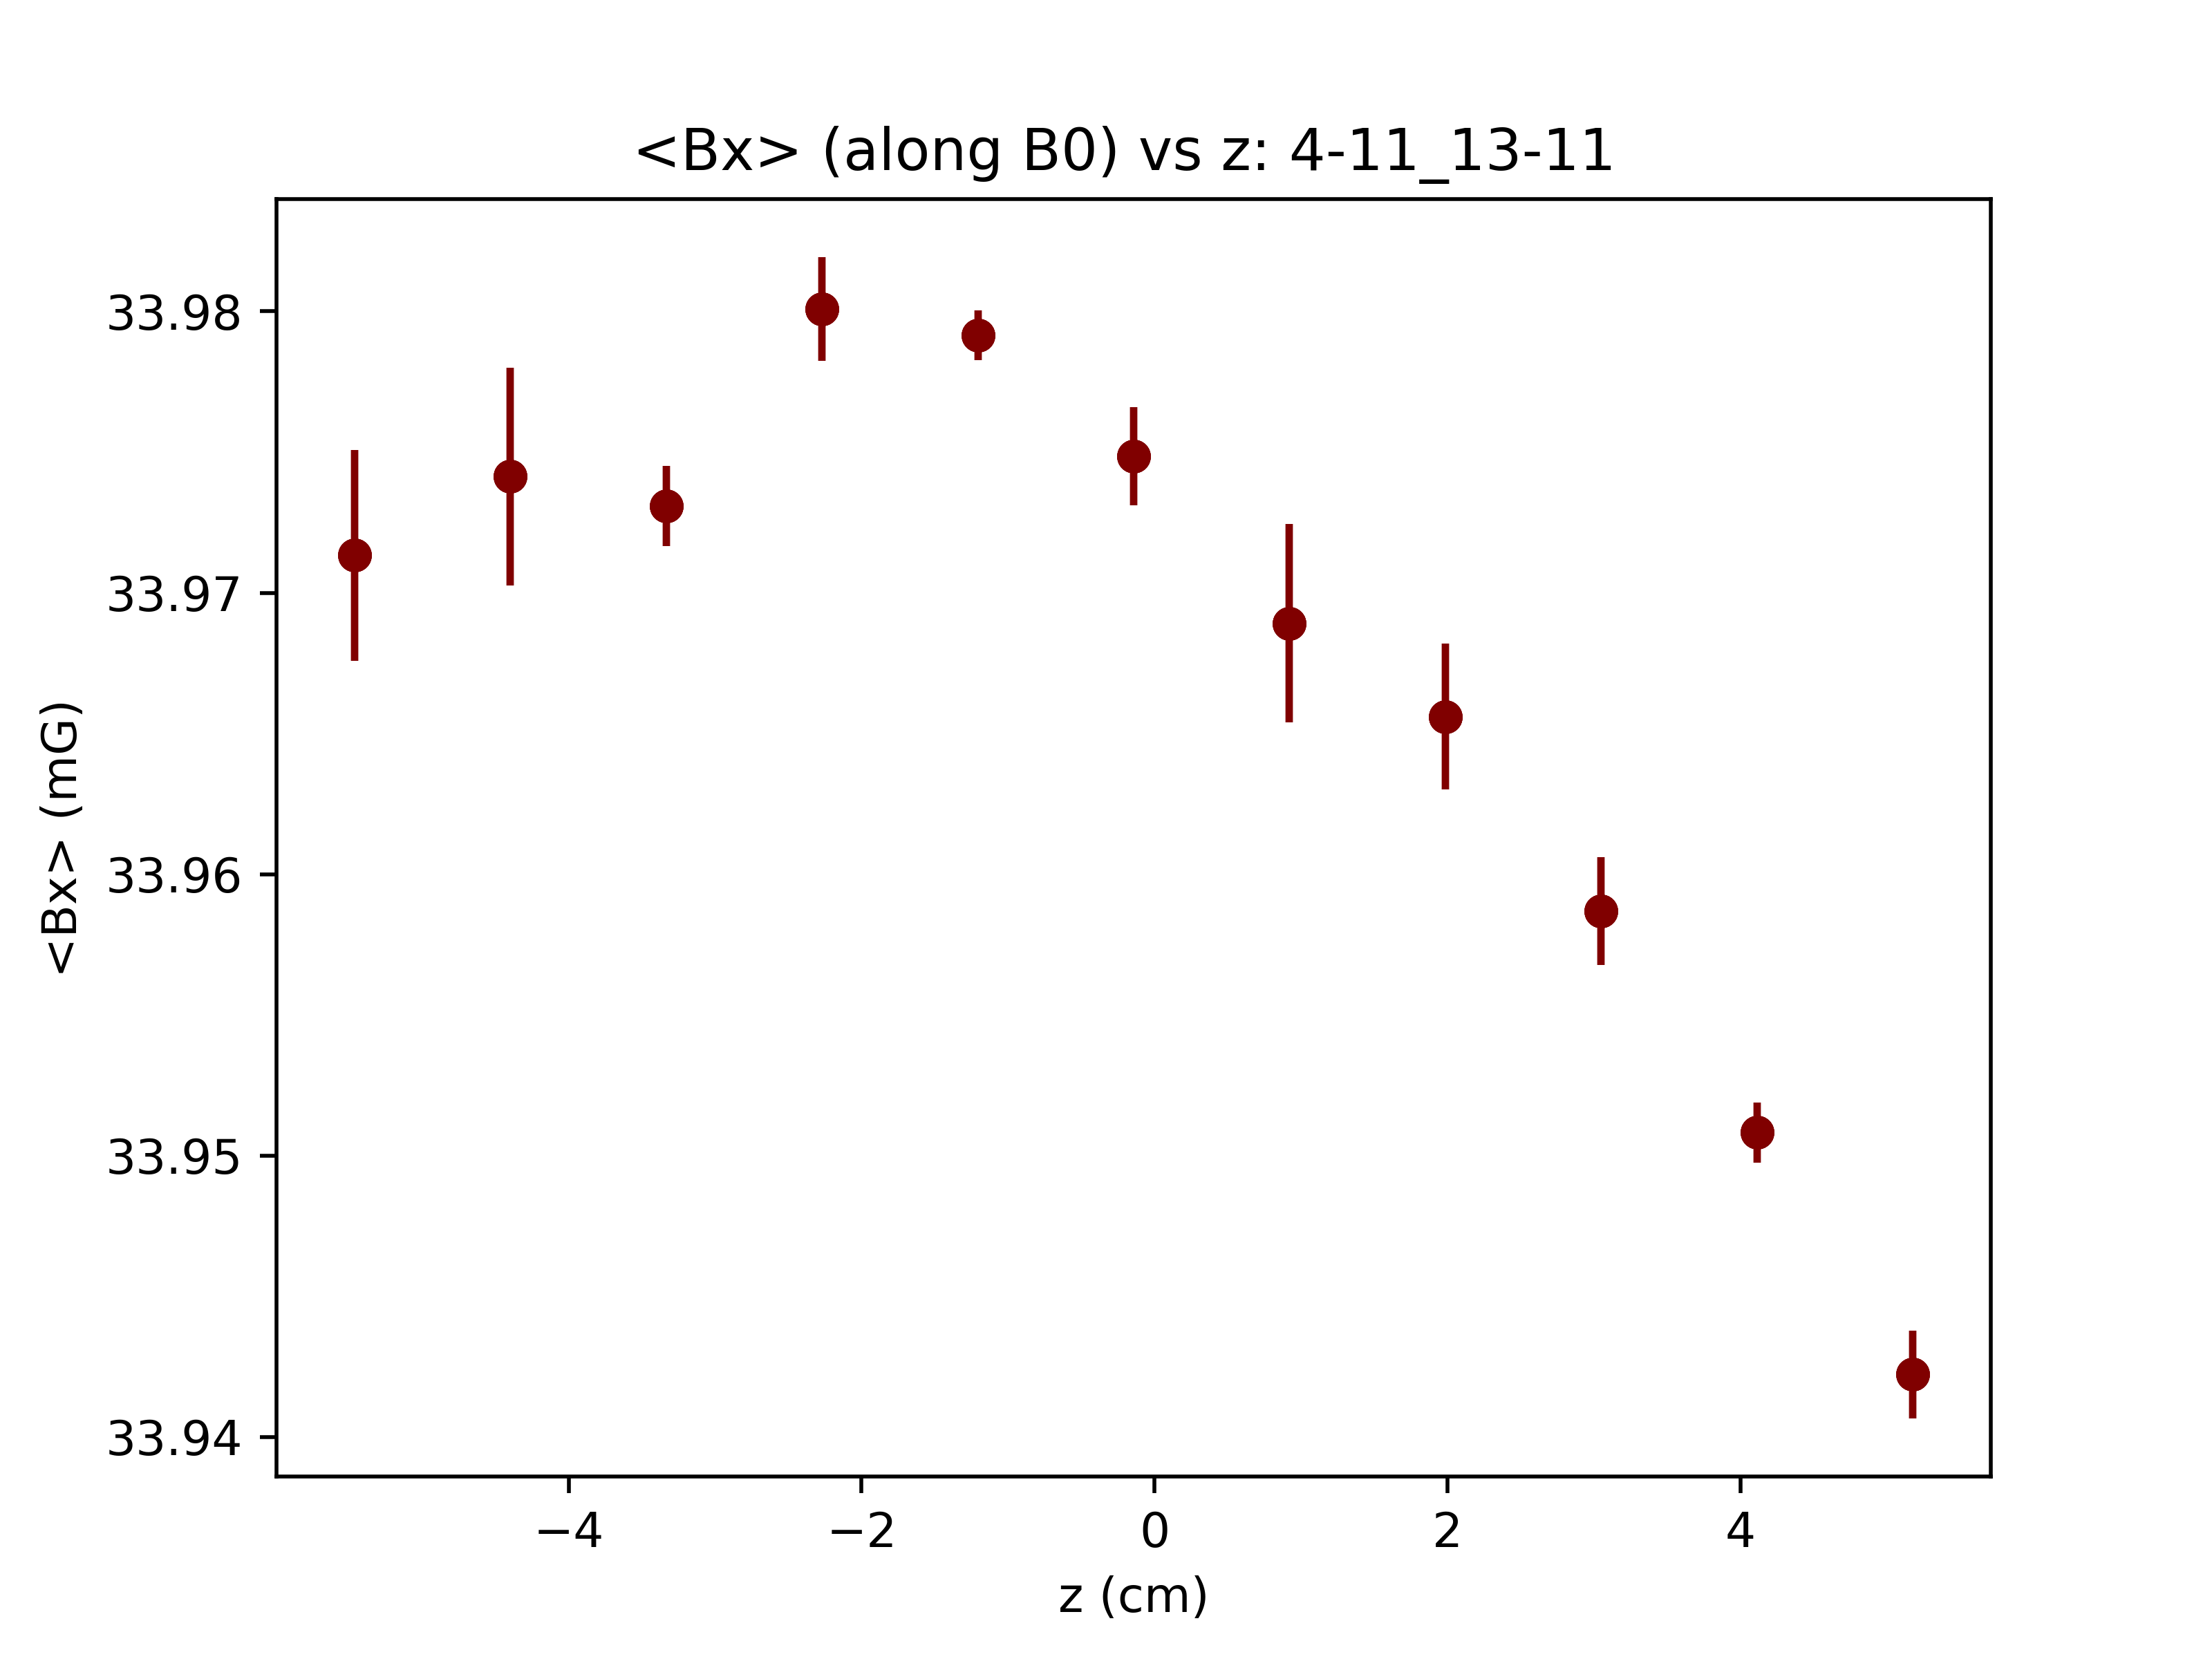 <Bx> (along B0) vs z: 4-11_13-11
33.98
33.97
33.96
33.95
33.94
<Bx> (mG)
−4 −2 0 2 4
z (cm)